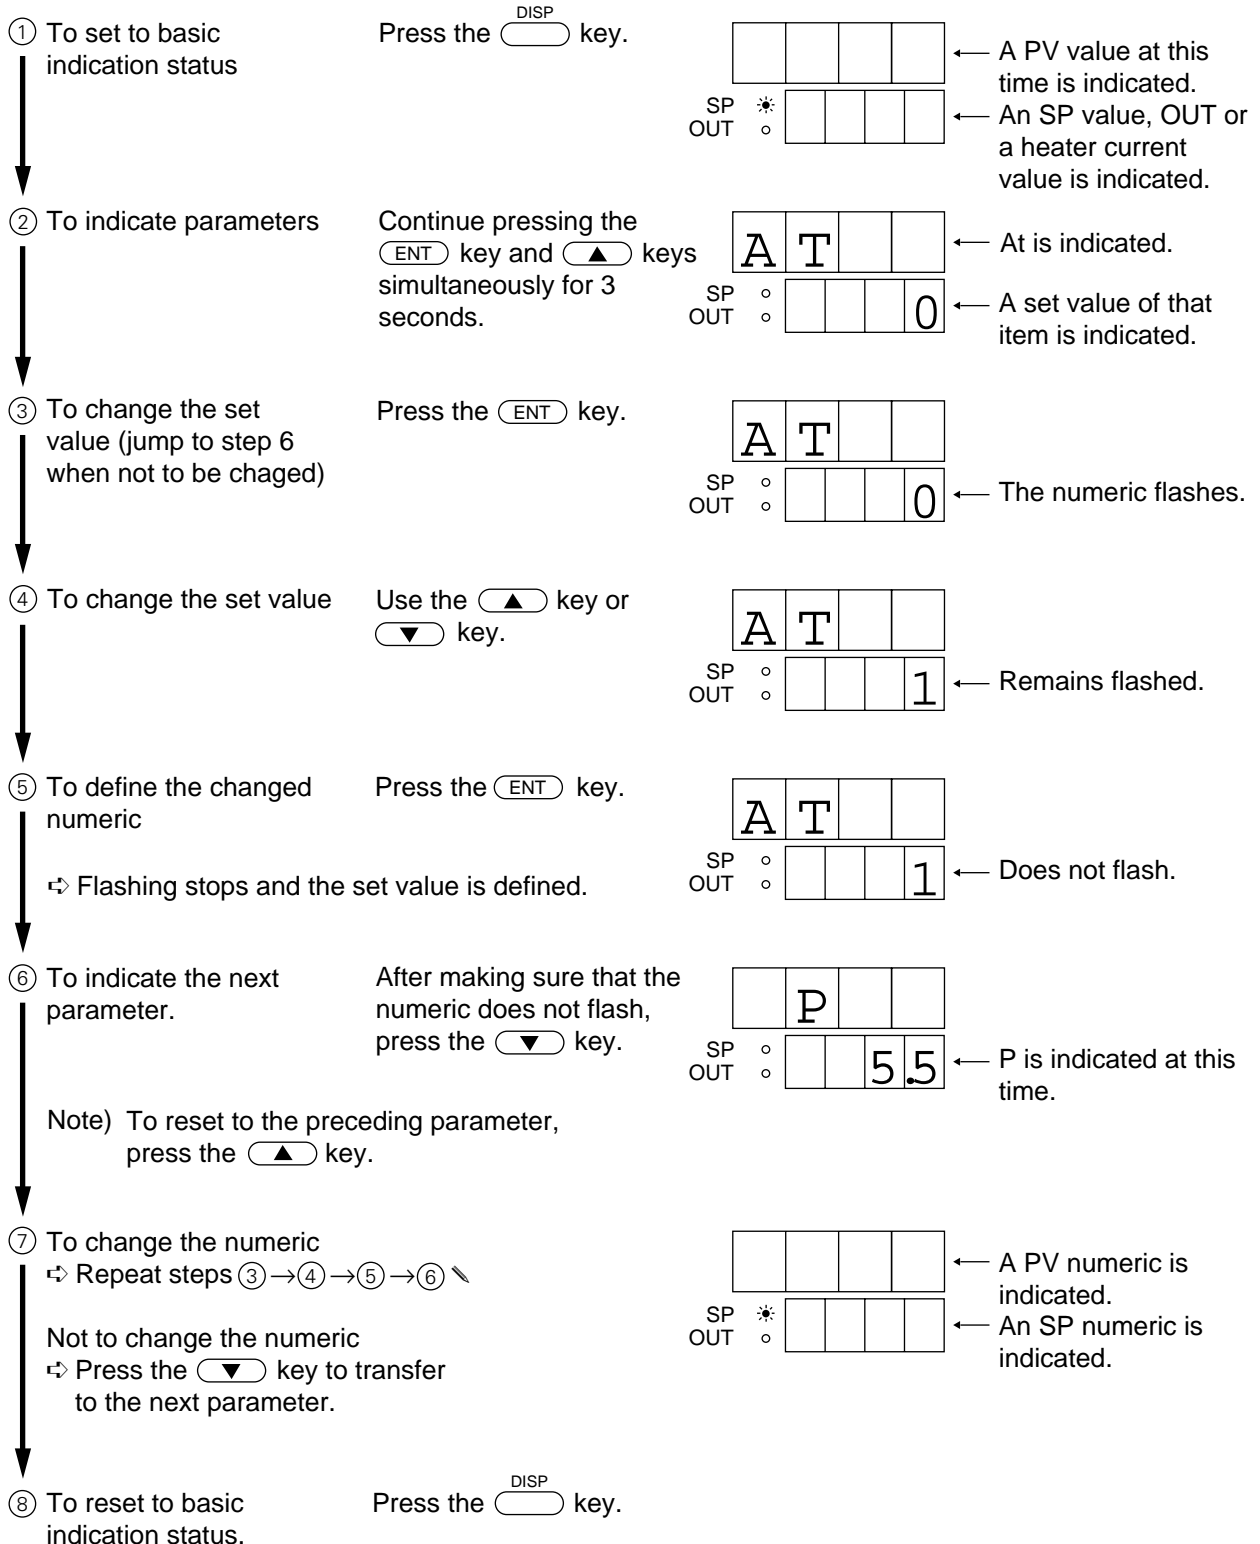 ① To set to basic
indication status
DISP
Press the key.
SP
OUT
A PV value at this
time is indicated.
An SP value, OUT or
a heater current
value is indicated.
② To indicate parameters
Continue pressing the
ENT key and ▲ keys
simultaneously for 3
seconds.
A T
SP
OUT
0
At is indicated.
A set value of that
item is indicated.
③ To change the set
value (jump to step 6
when not to be chaged)
Press the ENT key.
A T
SP
OUT
0
The numeric flashes.
④ To change the set value
Use the ▲ key or
▼ key.
A T
SP
OUT
1
Remains flashed.
⑤ To define the changed
numeric
➪ Flashing stops and the set value is defined.
Press the ENT key.
A T
SP
OUT
1
Does not flash.
⑥ To indicate the next
parameter.
After making sure that the
numeric does not flash,
press the ▼ key.
P
SP
OUT
5.5
P is indicated at this
time.
Note) To reset to the preceding parameter,
press the ▲ key.
⑦ To change the numeric
➪ Repeat steps ③→④→⑤→⑥ ✎
Not to change the numeric
➪ Press the ▼ key to transfer
to the next parameter.
SP
OUT
A PV numeric is
indicated.
An SP numeric is
indicated.
⑧ To reset to basic
indication status.
DISP
Press the key.